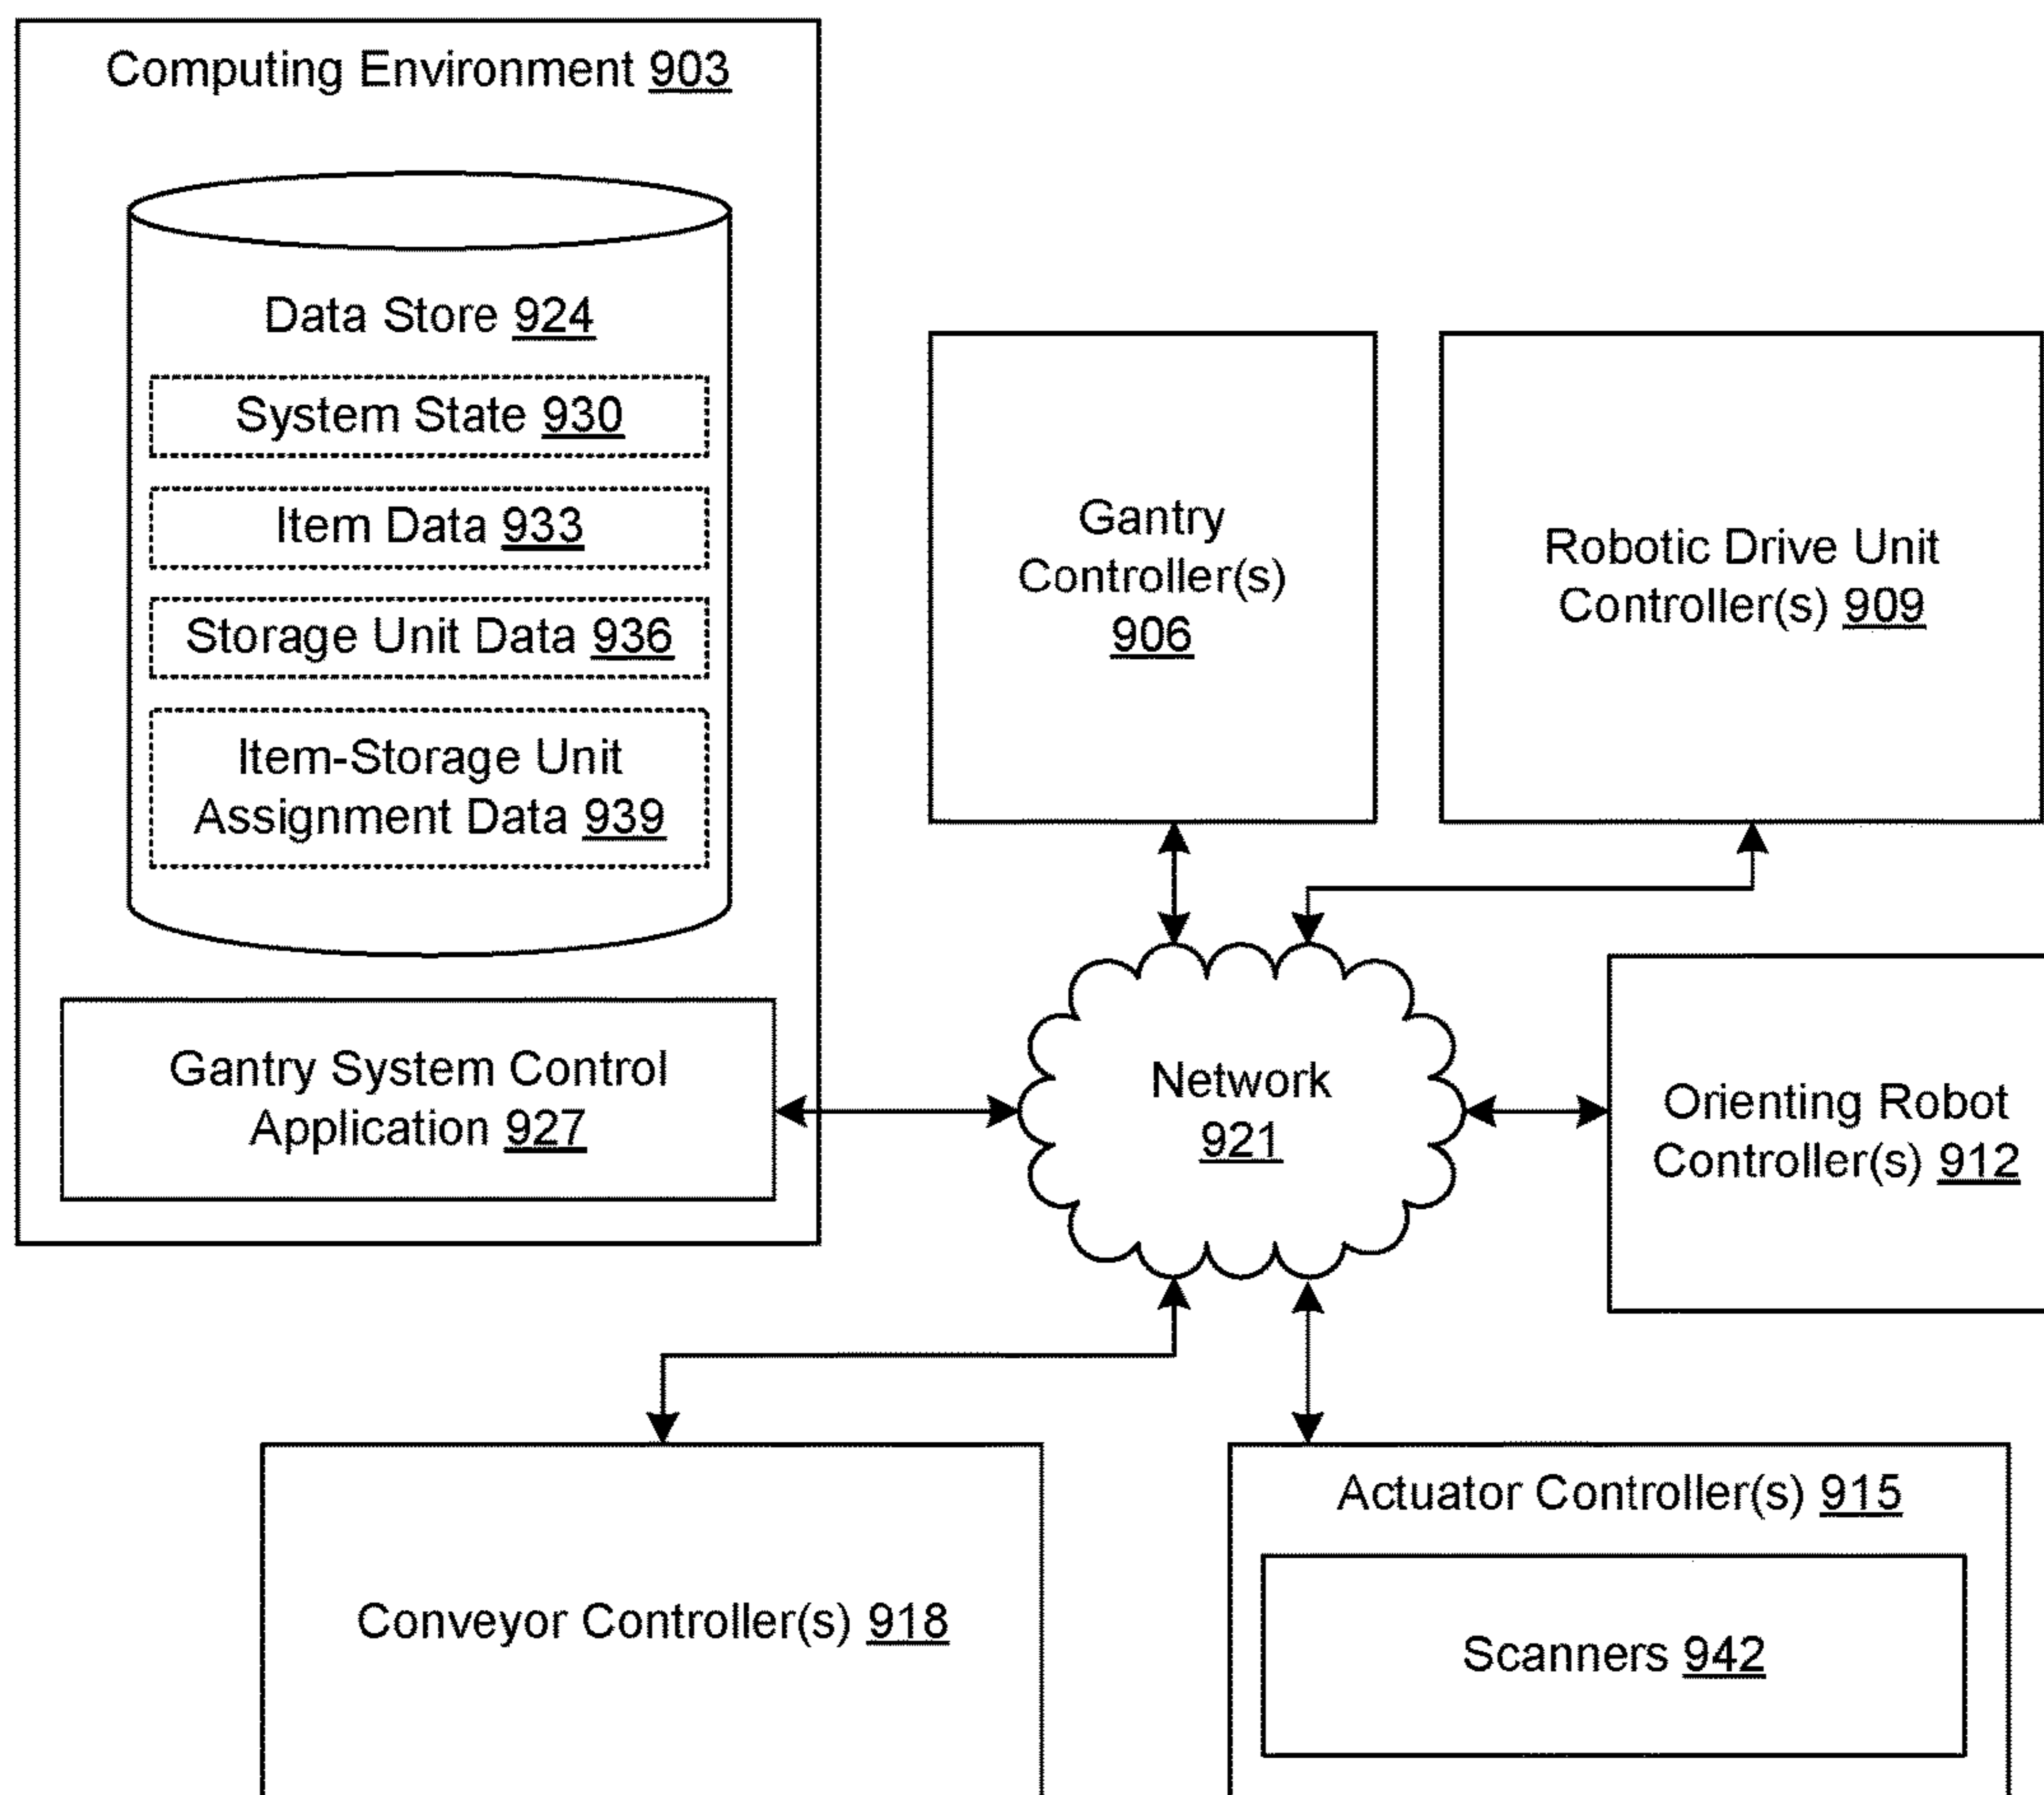 Computing Environment 903
Data Store 924
System State 930
Item Data 933
Storage Unit Data 936
Item-Storage Unit
Assignment Data 939
Gantry System Control
Application 927
Gantry
Controller(s)
906
Robotic Drive Unit
Controller(s) 909
Network
921
Orienting Robot
Controller(s) 912
Conveyor Controller(s) 918
Actuator Controller(s) 915
Scanners 942